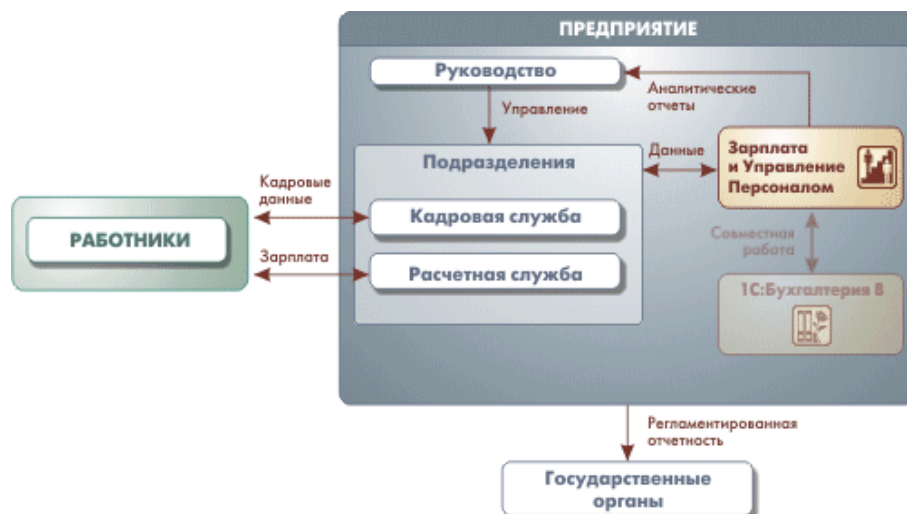 ПРЕДПРИЯТИЕ
Руководство
Аналитические
отчеты
Управление
Подразделения
Данные
Зарплата
и Управление
Персоналом
Кадровые
данные
Кадровая служба
РАБОТНИКИ
Совместная
работа
Зарплата
Расчетная служба
1С:Бухгалтерия 8
Регламентированная
отчетность
Государственные
органы